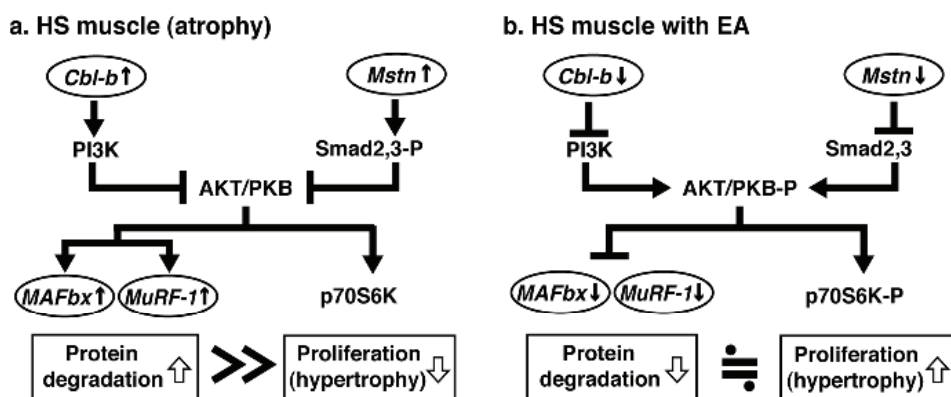 a. HS muscle (atrophy)
Cbl-b↑
Mstn↑
PI3K
Smad2,3-P
AKT/PKB
MAFbx↑
MuRF-1↑
p70S6K
Protein
degradation ⇧
>>
Proliferation
(hypertrophy) ⇩
b. HS muscle with EA
Cbl-b↓
Mstn↓
PI3K
Smad2,3
AKT/PKB-P
MAFbx↓
MuRF-1↓
p70S6K-P
Protein
degradation ⇩
≒
Proliferation
(hypertrophy) ⇧